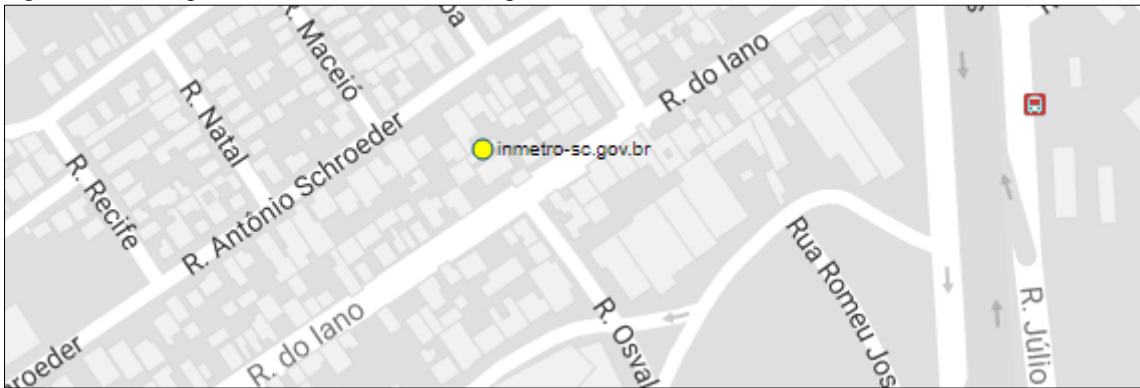 R. Maceió
R. do Iano
R. Natal
inmetro-sc.gov.br
R. Recife
R. Antônio Schroeder
Rua Romeu Jos
R. Júlio
R. Osval
R. do Iano
roeder